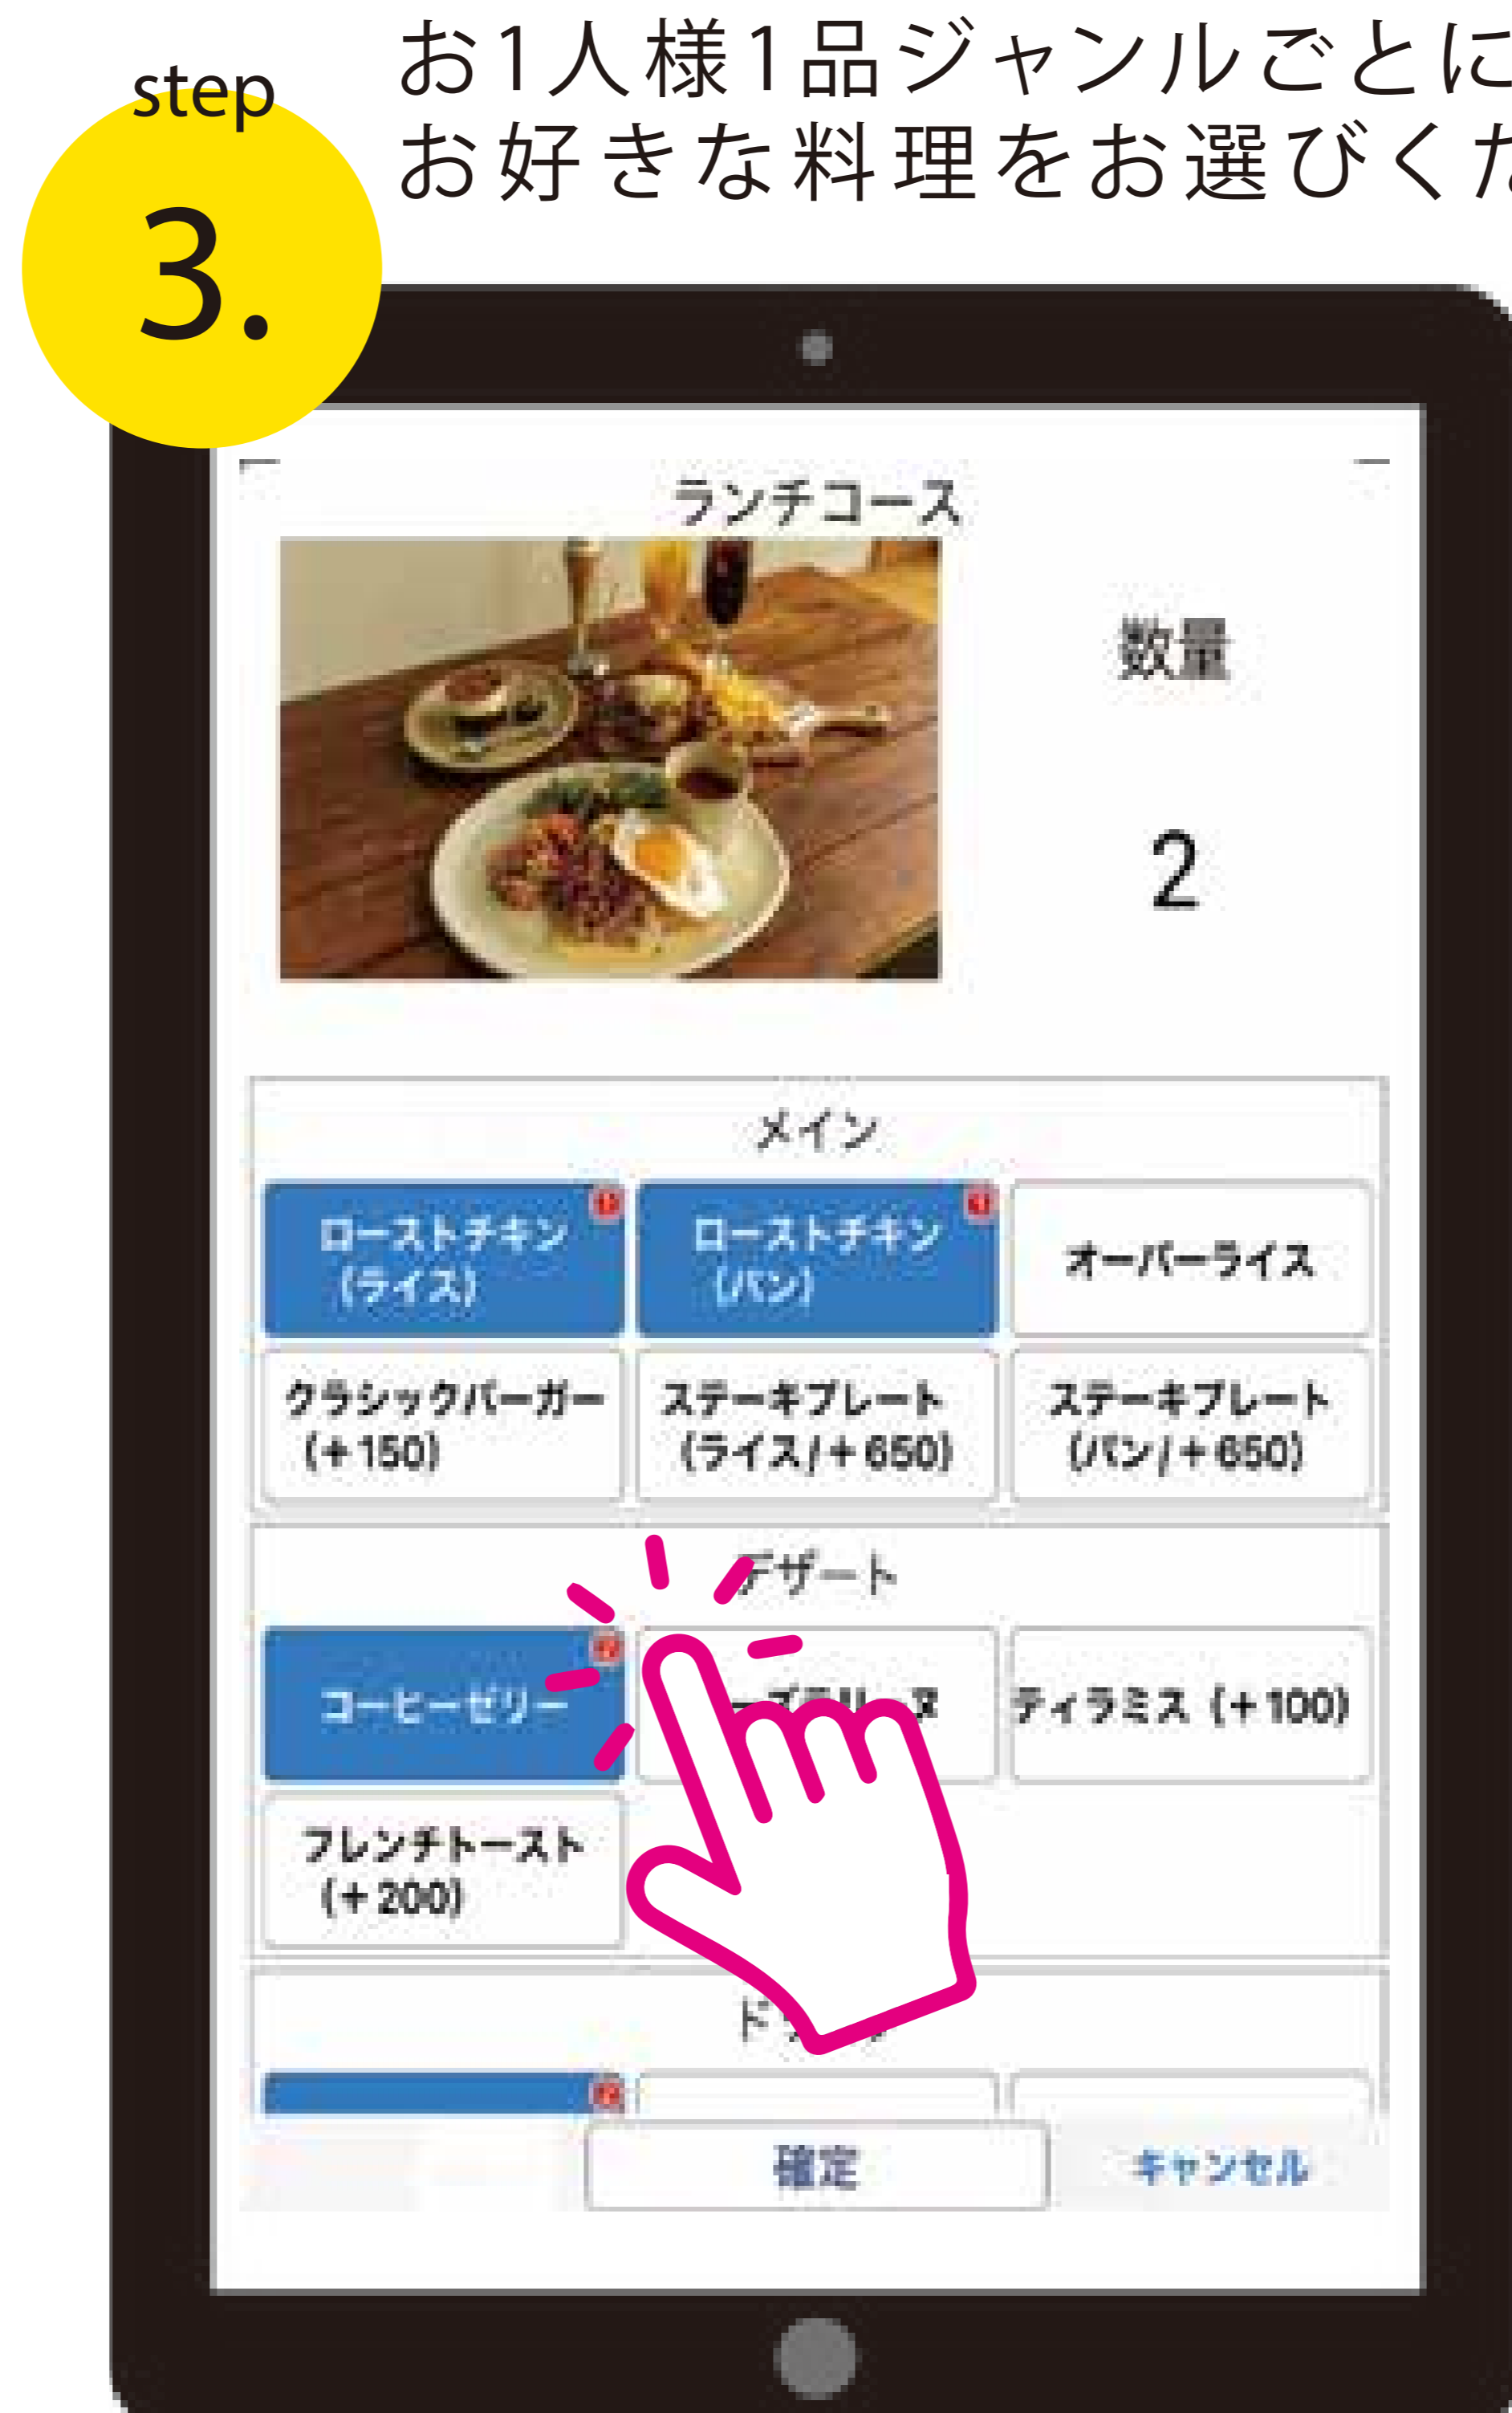 step
3.
お1人様1品ジャンルごとに
お好きな料理をお選びくだ
ランチコース
数量
2
メイン
ローストチキン
(ライス)
ローストチキン
(パン)
オーバーライス
クラシックバーガー
(+150)
ステーキプレート
(ライス/+650)
ステーキプレート
(パン/+650)
デザート
コーヒーゼリー
ティラミス (+100)
フレンチトースト
(+200)
確定
キャンセル